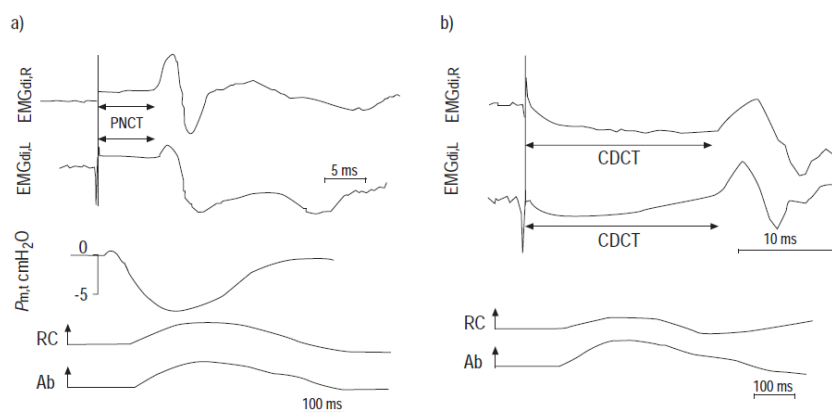 a)
EMGdi,R
PNCT
EMGdi,L
5 ms
0
-5
Pm,t cmH2O
RC
Ab
100 ms
b)
EMGdi,R
CDCT
EMGdi,L
CDCT
10 ms
RC
Ab
100 ms